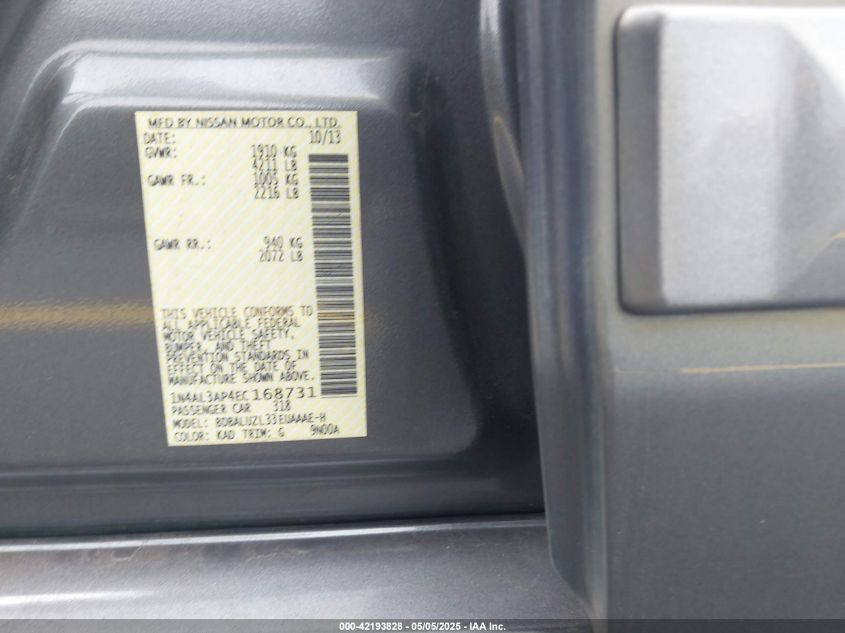 MFD BY NISSAN MOTOR CO., LTD.
DATE: 10/13
GVWR: 1910 KG
4211 LB
GAWR FR.: 1005 KG
2216 LB
GAWR RR.: 940 KG
2072 LB
THIS VEHICLE CONFORMS TO
ALL APPLICABLE FEDERAL
MOTOR VEHICLE SAFETY,
BUMPER, AND THEFT
PREVENTION STANDARDS IN
EFFECT ON THE DATE OF
MANUFACTURE SHOWN ABOVE.
1N4AL3AP4EC168731
PASSENGER CAR 318
MODEL: BDBALUZL33EUAAAE-H
COLOR: KAD TRIM: G 9N00A
000-42193828 - 05/05/2025 - IAA Inc.